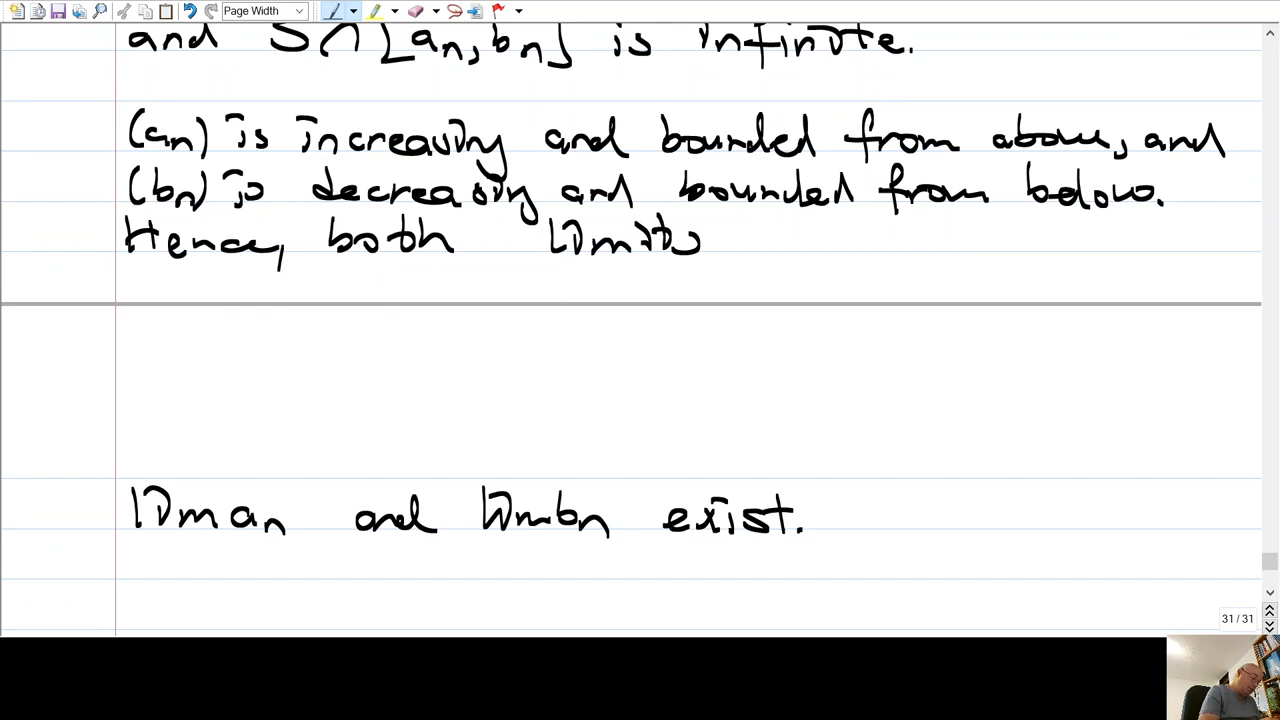 Page Width
and S∩[an, bn] is infinite.
(an) is increasing and bounded from above, and
(bn) is decreasing and bounded from below.
Hence, both limits
lim an and lim bn exist.
31 / 31